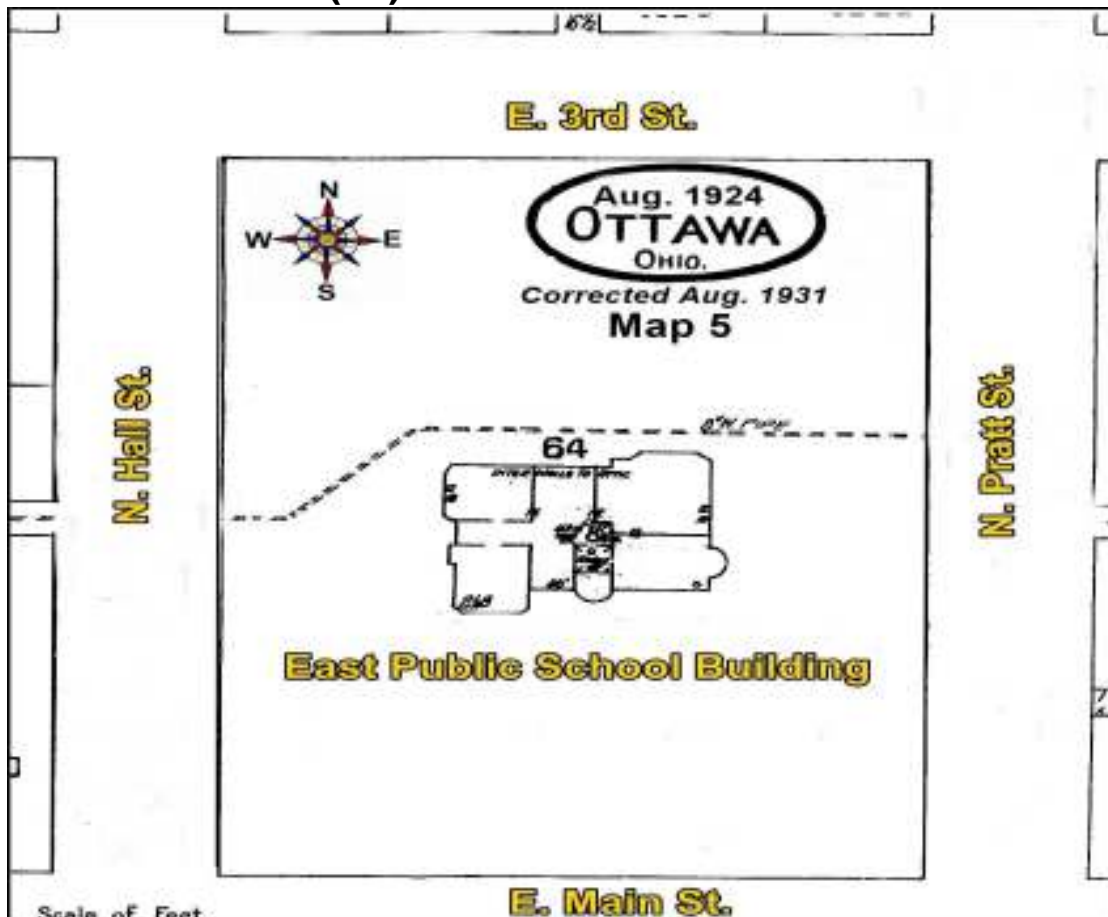 E. 3rd St.
N
W E
S
Aug. 1924
OTTAWA
OHIO.
Corrected Aug. 1931
Map 5
N. Hall St.
N. Pratt St.
64
East Public School Building
E. Main St.
Scale of Feet